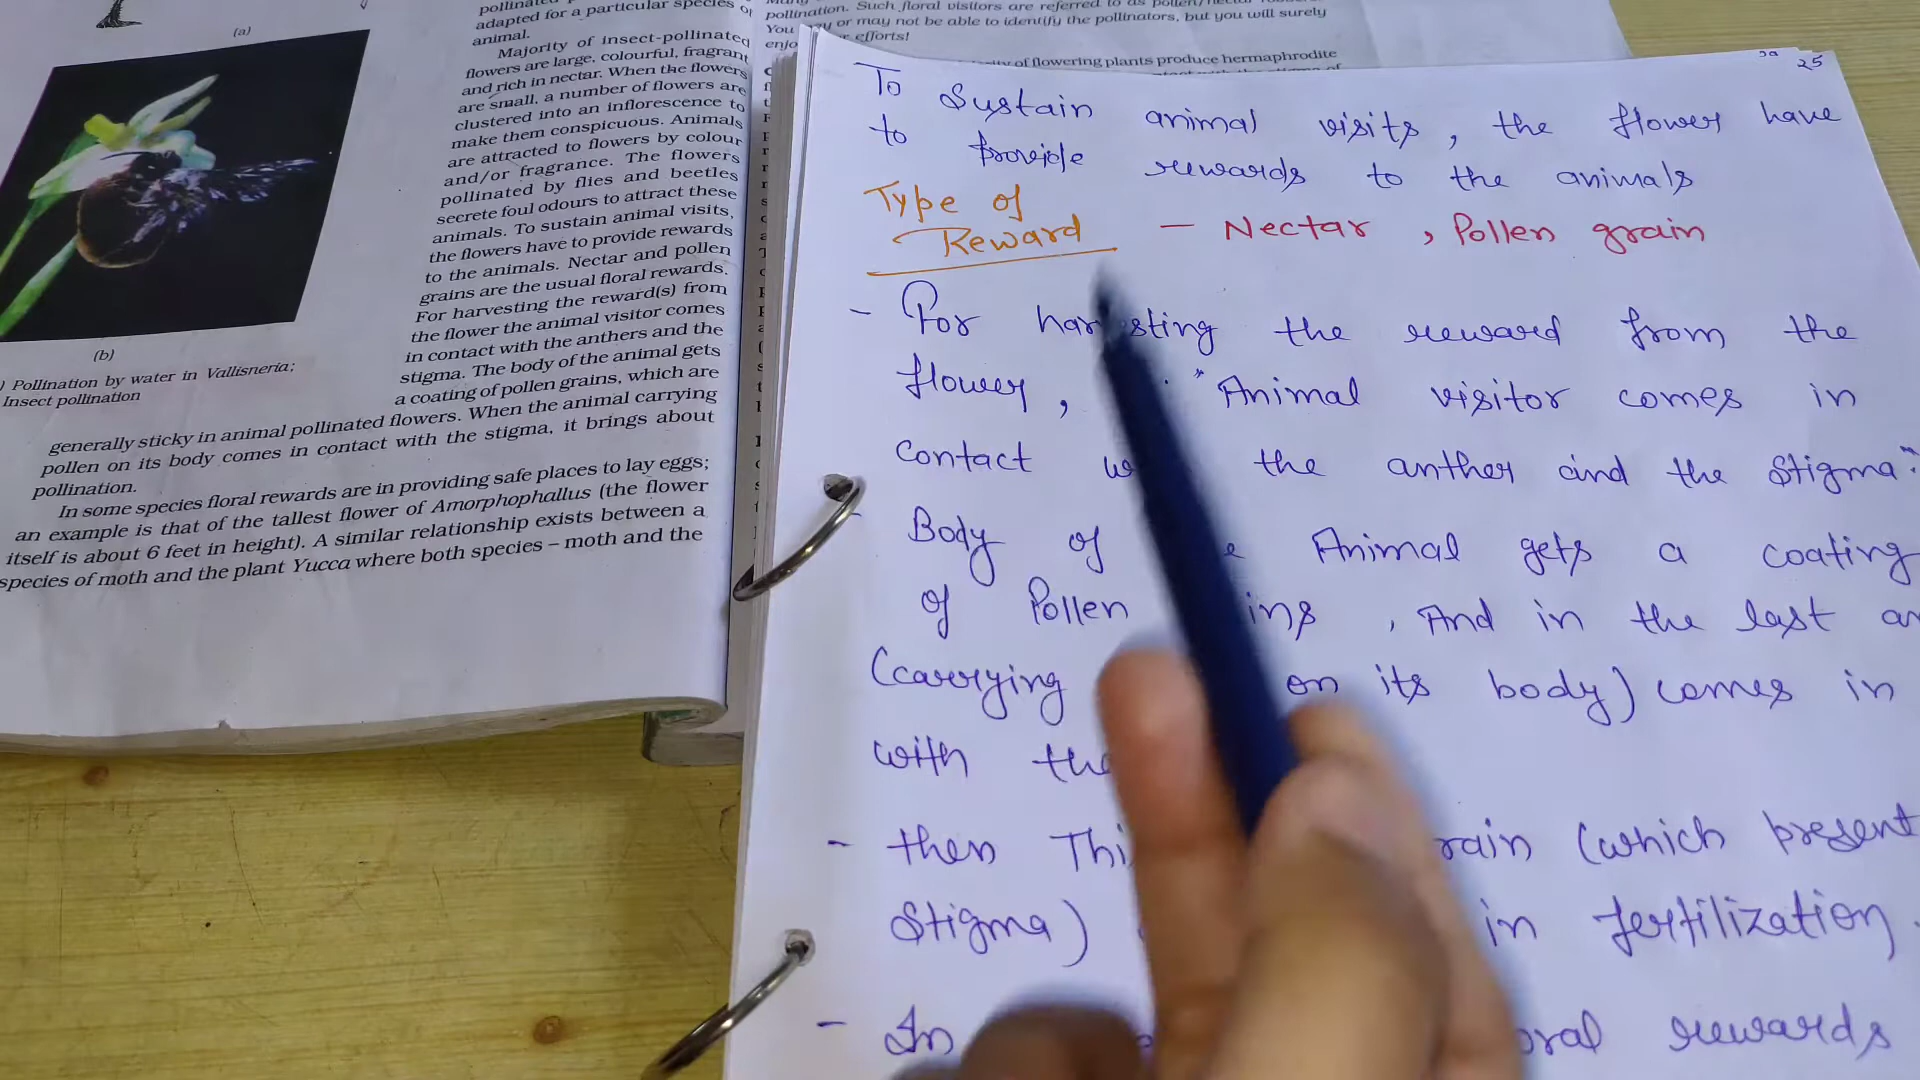 (a)
adapted for a particular species of
animal.
Majority of insect-pollinated
flowers are large, colourful, fragrant
and rich in nectar. When the flowers
are small, a number of flowers are
clustered into an inflorescence to
make them conspicuous. Animals
are attracted to flowers by colour
and/or fragrance. The flowers
pollinated by flies and beetles
secrete foul odours to attract these
animals. To sustain animal visits,
the flowers have to provide rewards
to the animals. Nectar and pollen
grains are the usual floral rewards.
For harvesting the reward(s) from
the flower the animal visitor comes
in contact with the anthers and the
stigma. The body of the animal gets
a coating of pollen grains, which are
generally sticky in animal pollinated flowers. When the animal carrying
pollen on its body comes in contact with the stigma, it brings about
pollination.
In some species floral rewards are in providing safe places to lay eggs;
an example is that of the tallest flower of Amorphophallus (the flower
itself is about 6 feet in height). A similar relationship exists between a
species of moth and the plant Yucca where both species – moth and the
(b)
) Pollination by water in Vallisneria;
Insect pollination
pollination. Such floral visitors are referred to as pollen/nectar
You or may not be able to identify the pollinators, but you will surely
enjo efforts!
of flowering plants produce hermaphrodite
25
To Sustain animal visits, the flower have
to Provide rewards to the animals
Type of
Reward – Nectar, Pollen grain
- For harvesting the reward from the
flower, "Animal visitor comes in
Contact the anther and the Stigma"
Body of Animal gets a coating
of Pollen , And in the last
(carrying on its body) comes in
with
- then (which present
Stigma) in fertilization.
- In rewards